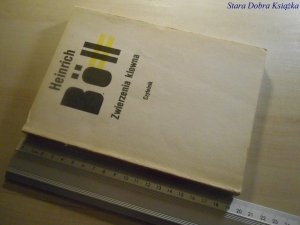 Stara Dobra Książka
Heinrich
Böll
Zwierzenia klowna
Czytelnik